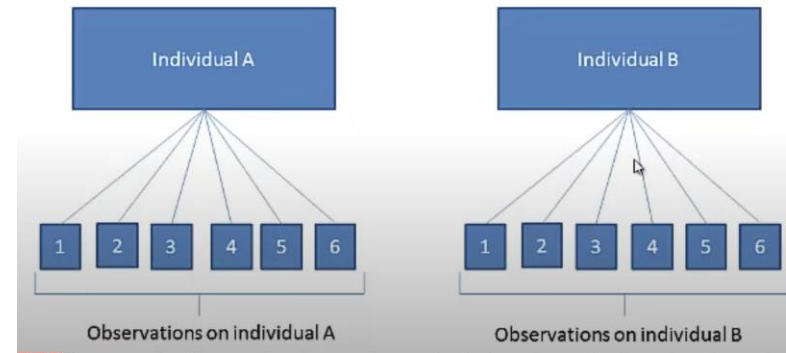 Individual A
Individual B
1 2 3 4 5 6
1 2 3 4 5 6
Observations on individual A
Observations on individual B